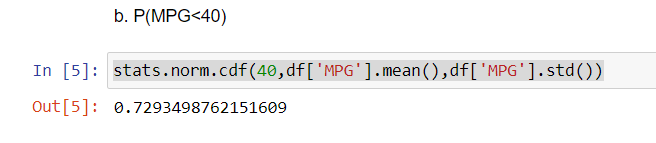 b. P(MPG<40)
In [5]: stats.norm.cdf(40,df['MPG'].mean(),df['MPG'].std())
Out[5]: 0.7293498762151609